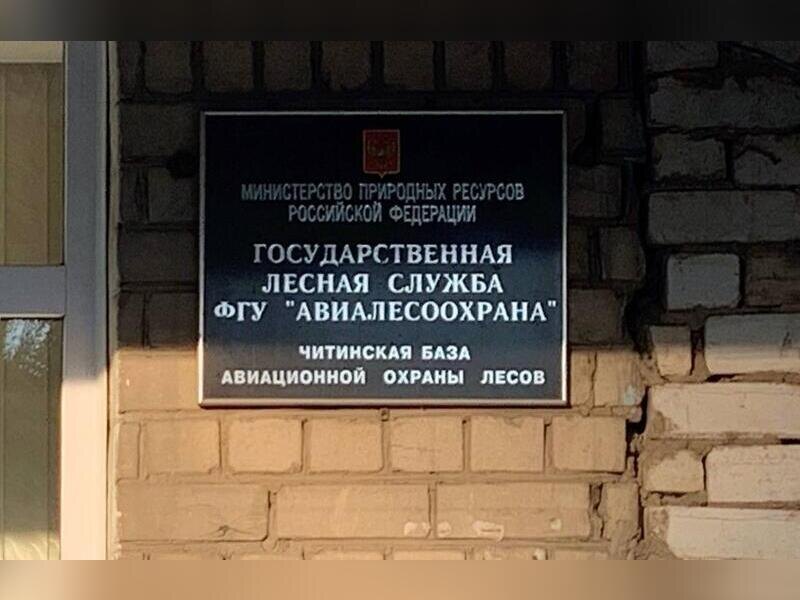 МИНИСТЕРСТВО ПРИРОДНЫХ РЕСУРСОВ
РОССИЙСКОЙ ФЕДЕРАЦИИ
ГОСУДАРСТВЕННАЯ
ЛЕСНАЯ СЛУЖБА
ФГУ "АВИАЛЕСООХРАНА"
ЧИТИНСКАЯ БАЗА
АВИАЦИОННОЙ ОХРАНЫ ЛЕСОВ